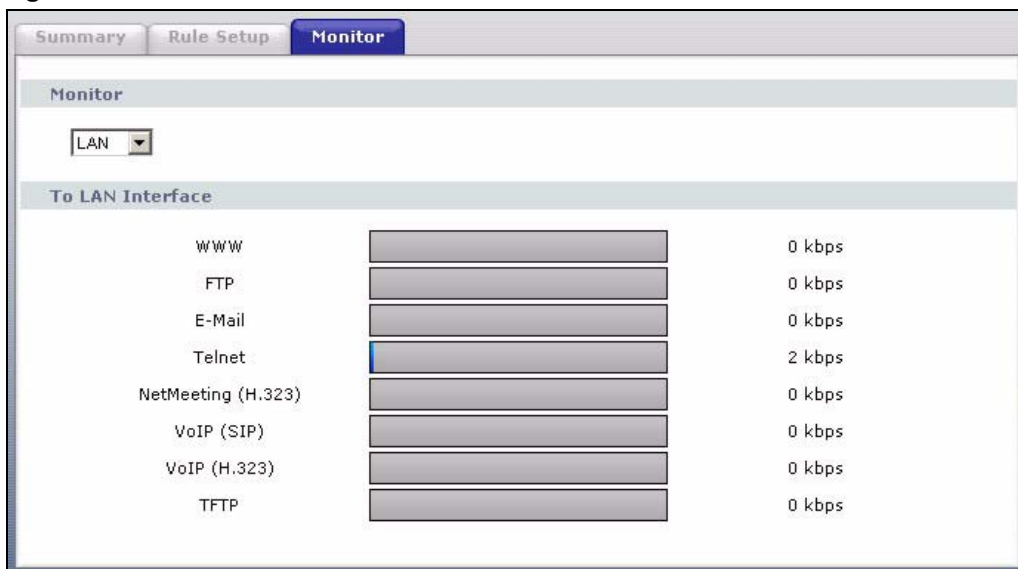 Summary Rule Setup Monitor
Monitor
LAN
To LAN Interface
WWW 0 kbps
FTP 0 kbps
E-Mail 0 kbps
Telnet 2 kbps
NetMeeting (H.323) 0 kbps
VoIP (SIP) 0 kbps
VoIP (H.323) 0 kbps
TFTP 0 kbps